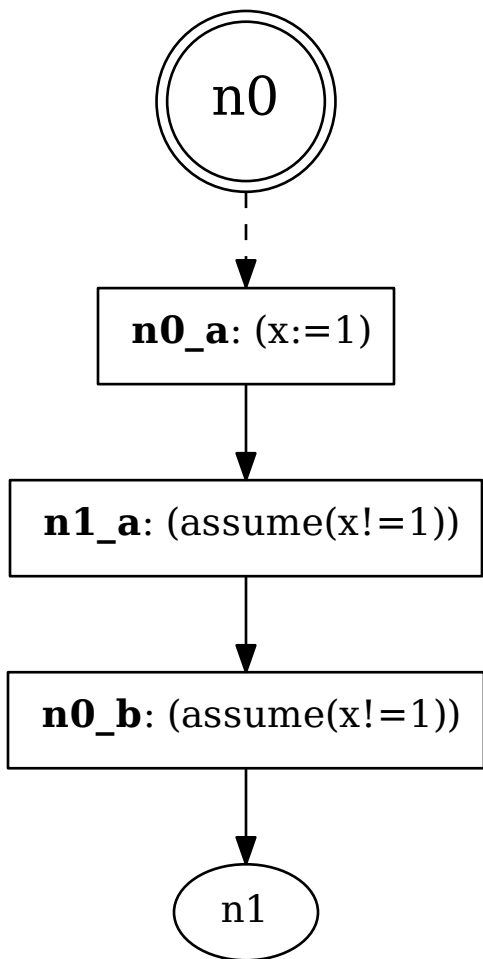 n0
n0_a: (x:=1)
n1_a: (assume(x!=1))
n0_b: (assume(x!=1))
n1